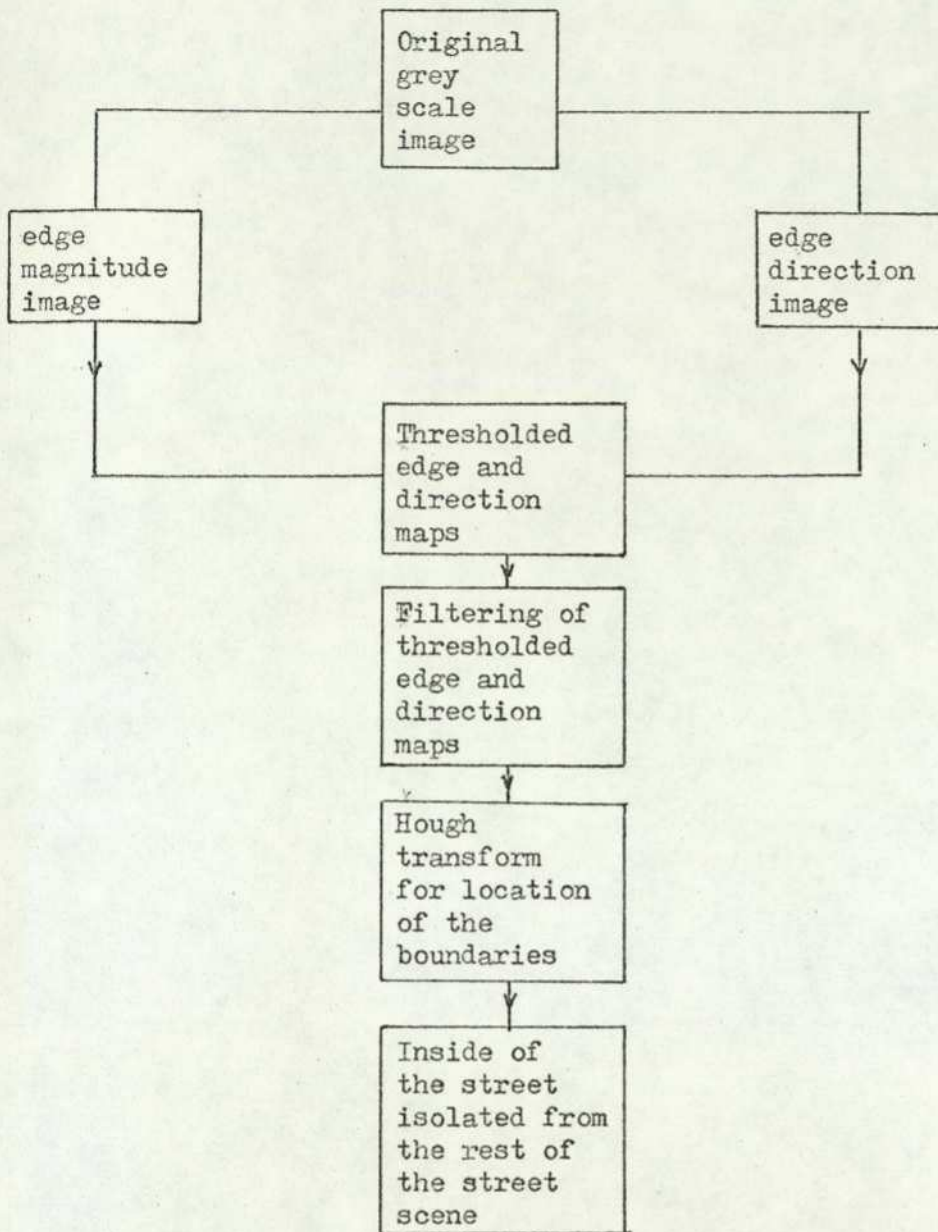 Original
grey
scale
image
edge
magnitude
image
edge
direction
image
Thresholded
edge and
direction
maps
Filtering of
thresholded
edge and
direction
maps
Hough
transform
for location
of the
boundaries
Inside of
the street
isolated from
the rest of
the street
scene